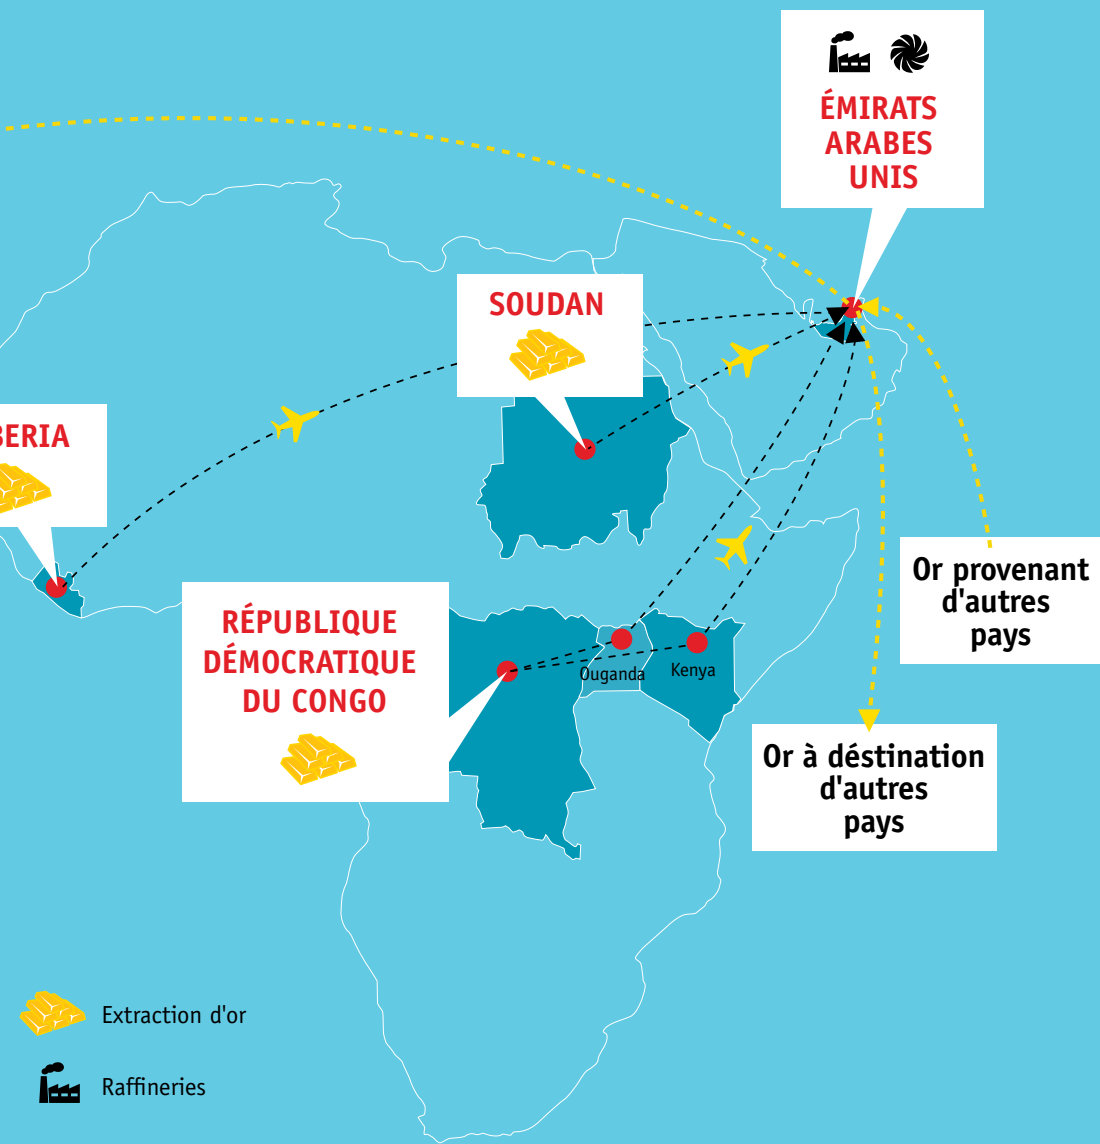 ÉMIRATS
ARABES
UNIS
SOUDAN
BERIA
RÉPUBLIQUE
DÉMOCRATIQUE
DU CONGO
Ouganda
Kenya
Or provenant
d'autres
pays
Or à déstination
d'autres
pays
Extraction d'or
Raffineries